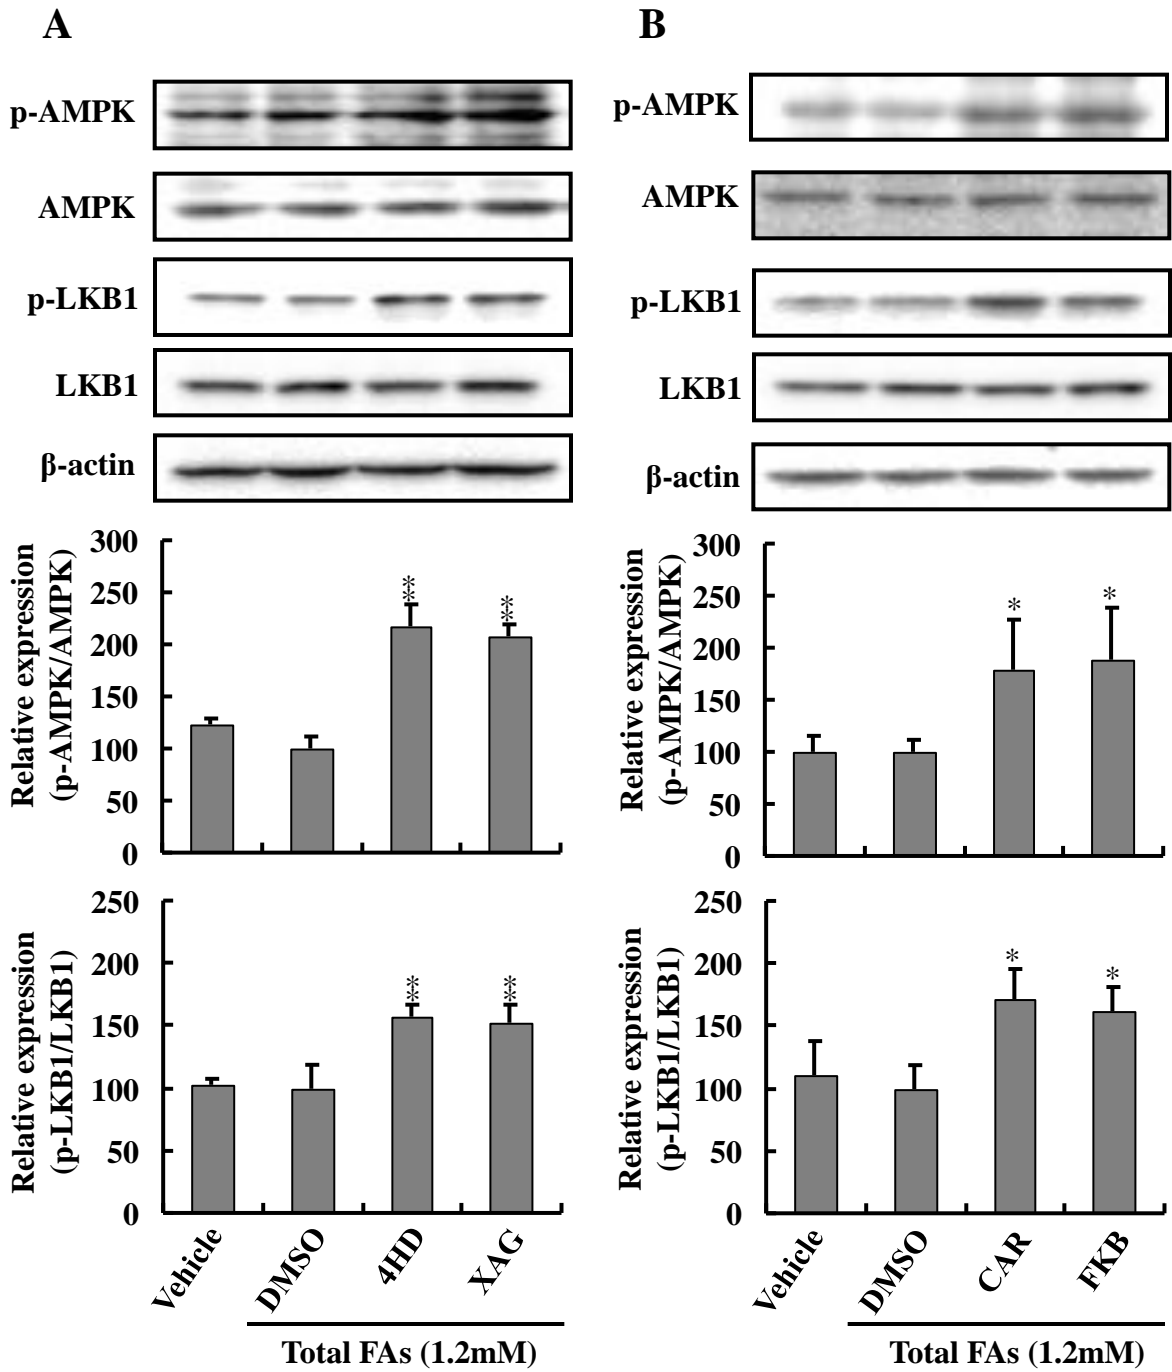 A
p-AMPK
AMPK
p-LKB1
LKB1
β-actin
Relative expression
(p-AMPK/AMPK)
300
250
200
150
100
50
0
**
**
Relative expression
(p-LKB1/LKB1)
250
200
150
100
50
0
**
**
Vehicle
DMSO
4HD
XAG
Total FAs (1.2mM)
B
p-AMPK
AMPK
p-LKB1
LKB1
β-actin
Relative expression
(p-AMPK/AMPK)
300
250
200
150
100
50
0
*
*
Relative expression
(p-LKB1/LKB1)
250
200
150
100
50
0
*
*
Vehicle
DMSO
CAR
FKB
Total FAs (1.2mM)